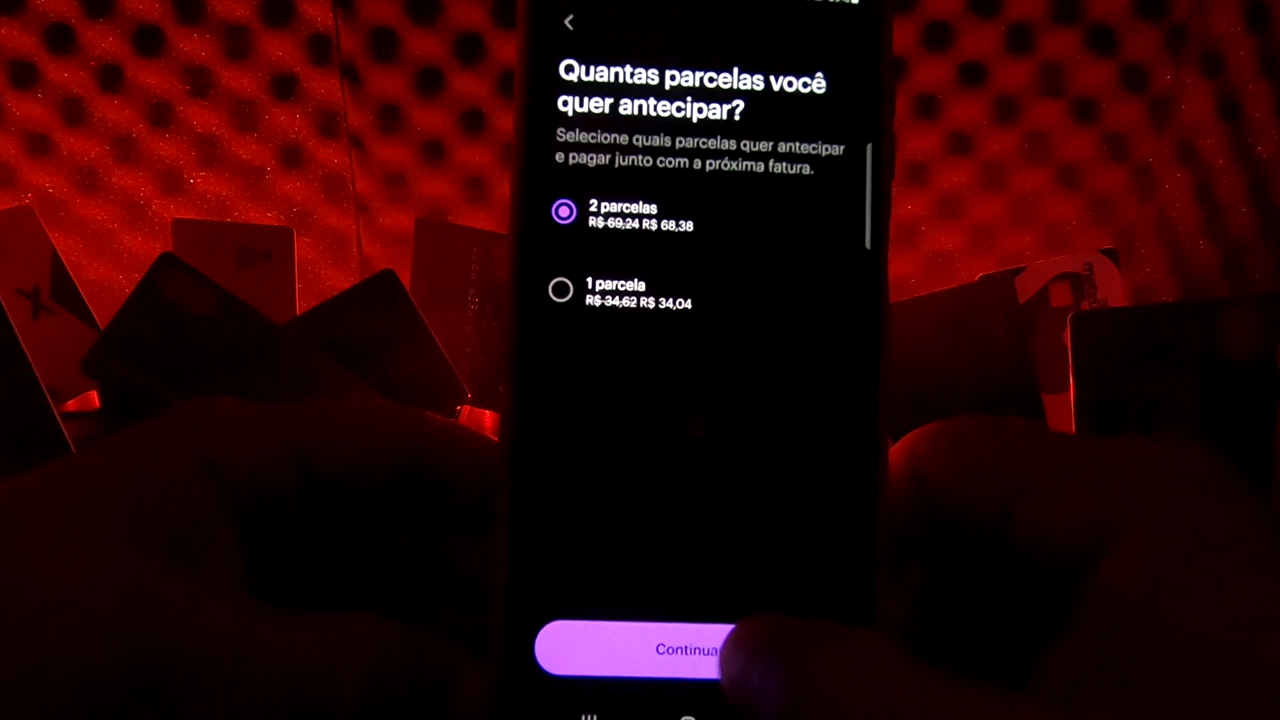 Quantas parcelas você
quer antecipar?
Selecione quais parcelas quer antecipar
e pagar junto com a próxima fatura.
2 parcelas
R$ 69,24 R$ 68,38
1 parcela
R$ 34,62 R$ 34,04
Continua
X